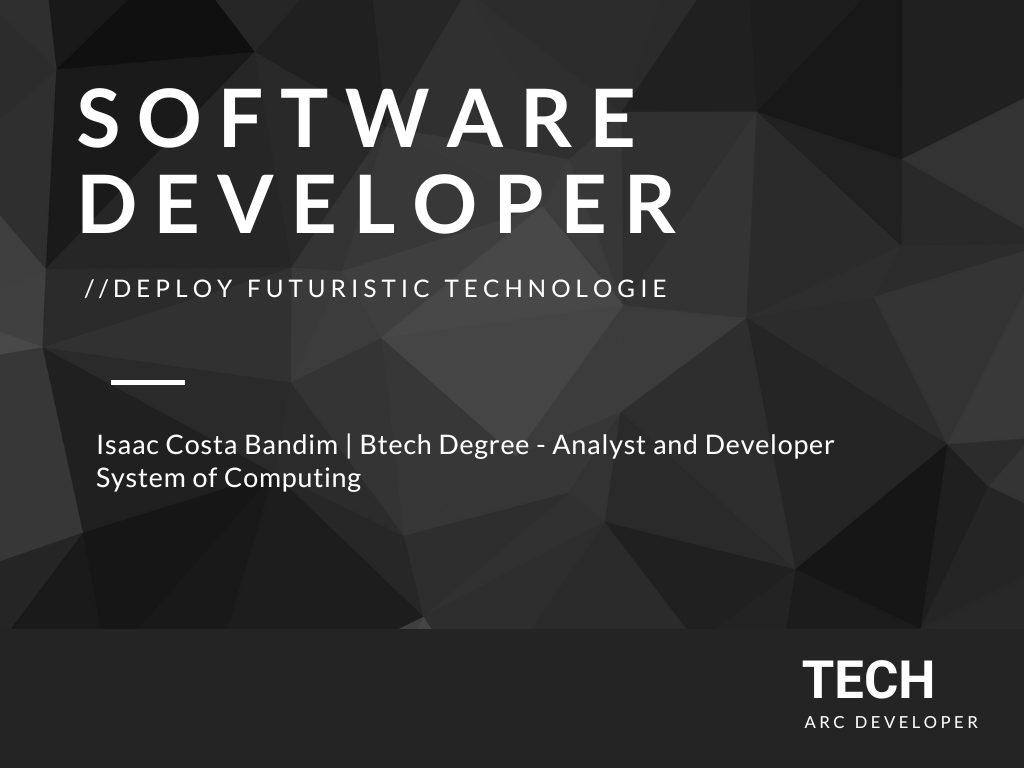 SOFTWARE
DEVELOPER
//DEPLOY FUTURISTIC TECHNOLOGIE
Isaac Costa Bandim | Btech Degree - Analyst and Developer
System of Computing
TECH
ARC DEVELOPER